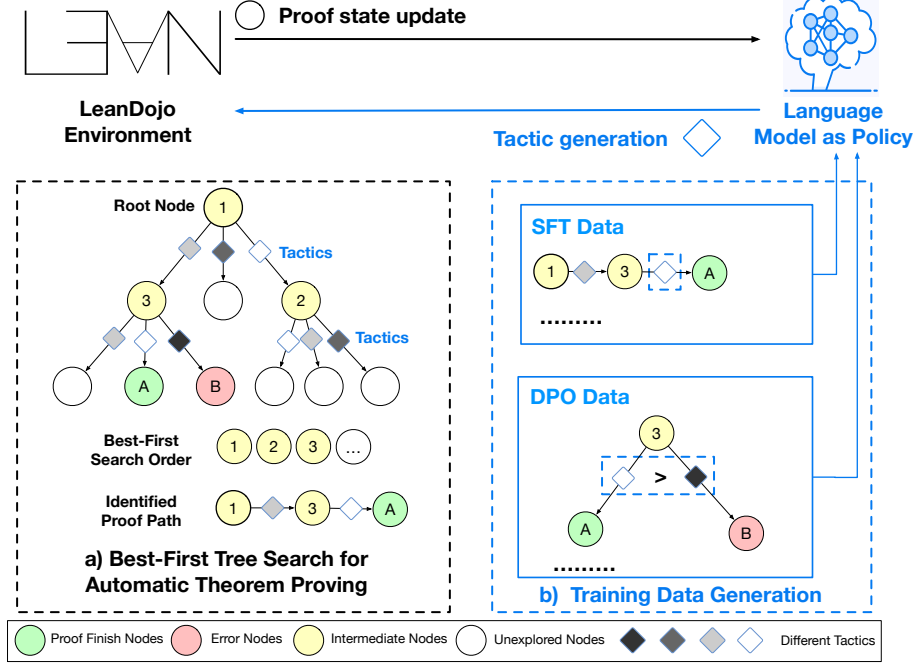 LEAN
Proof state update
LeanDojo
Environment
Language
Model as Policy
Tactic generation
Root Node
1
Tactics
3
2
Tactics
A
B
Best-First
Search Order
1 2 3 ...
Identified
Proof Path
1 3 A
a) Best-First Tree Search for
Automatic Theorem Proving
SFT Data
1 3 A
.........
DPO Data
3
>
A
B
.........
b) Training Data Generation
Proof Finish Nodes Error Nodes Intermediate Nodes Unexplored Nodes Different Tactics